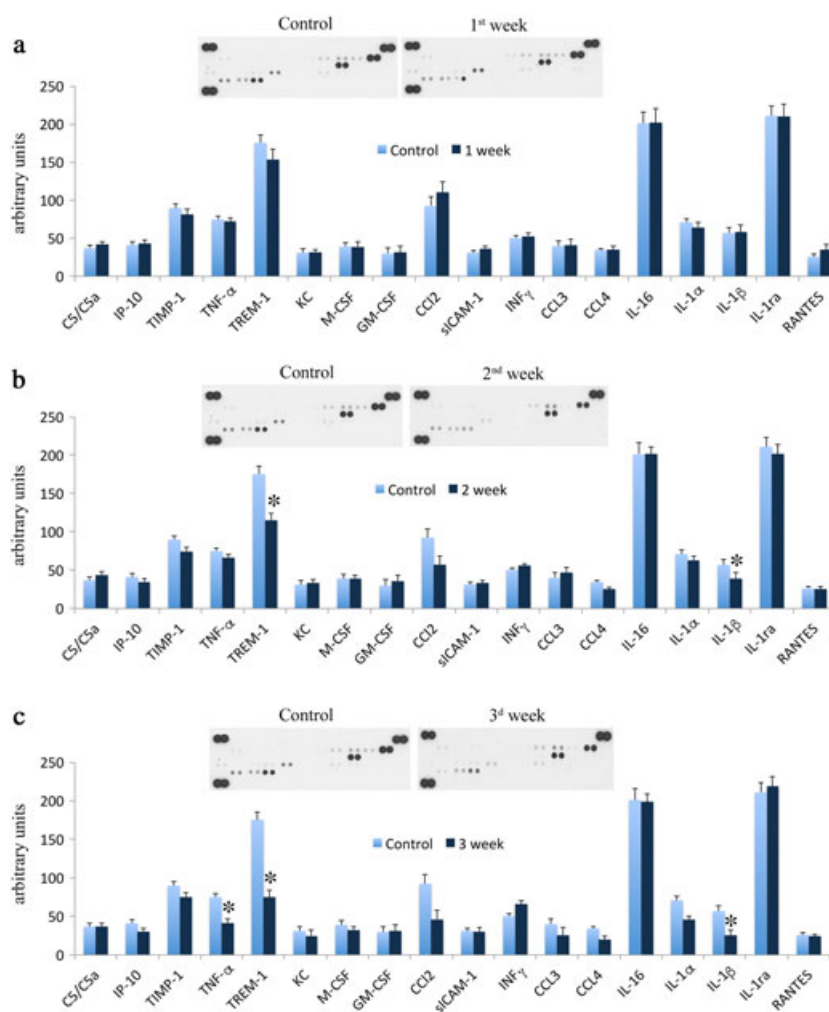 a
Control
1st week
arbitrary units
250
200
150
100
50
0
Control 1 week
C5/C5a IP-10 TIMP-1 TNF-α TREM-1 KC M-CSF GM-CSF CCl2 sICAM-1 INFγ CCL3 CCL4 IL-16 IL-1α IL-1β IL-1ra RANTES
b
Control
2nd week
arbitrary units
250
200
150
100
50
0
Control 2 week
*
*
C5/C5a IP-10 TIMP-1 TNF-α TREM-1 KC M-CSF GM-CSF CCl2 sICAM-1 INFγ CCL3 CCL4 IL-16 IL-1α IL-1β IL-1ra RANTES
c
Control
3d week
arbitrary units
250
200
150
100
50
0
Control 3 week
*
*
*
C5/C5a IP-10 TIMP-1 TNF-α TREM-1 KC M-CSF GM-CSF CCl2 sICAM-1 INFγ CCL3 CCL4 IL-16 IL-1α IL-1β IL-1ra RANTES